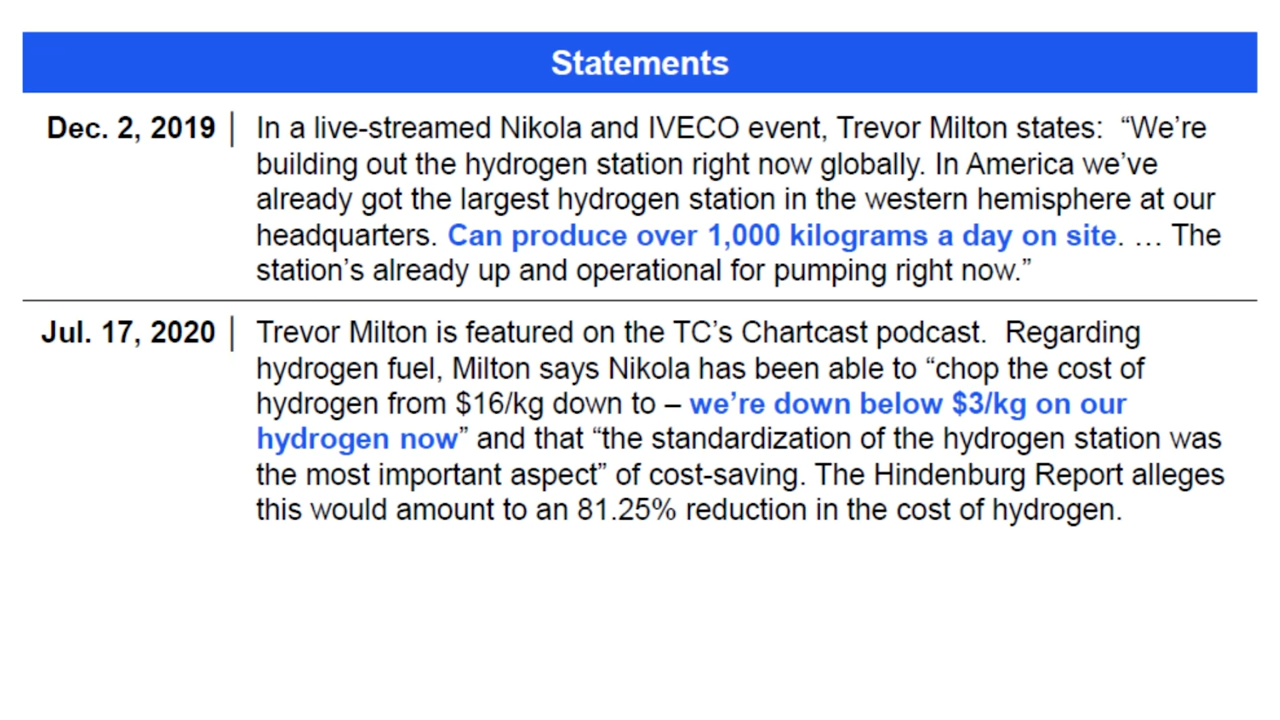 Statements
Dec. 2, 2019 | In a live-streamed Nikola and IVECO event, Trevor Milton states:  “We’re
building out the hydrogen station right now globally. In America we’ve
already got the largest hydrogen station in the western hemisphere at our
headquarters. Can produce over 1,000 kilograms a day on site. … The
station’s already up and operational for pumping right now.”
Jul. 17, 2020 | Trevor Milton is featured on the TC’s Chartcast podcast.  Regarding
hydrogen fuel, Milton says Nikola has been able to “chop the cost of
hydrogen from $16/kg down to – we’re down below $3/kg on our
hydrogen now” and that “the standardization of the hydrogen station was
the most important aspect” of cost-saving. The Hindenburg Report alleges
this would amount to an 81.25% reduction in the cost of hydrogen.